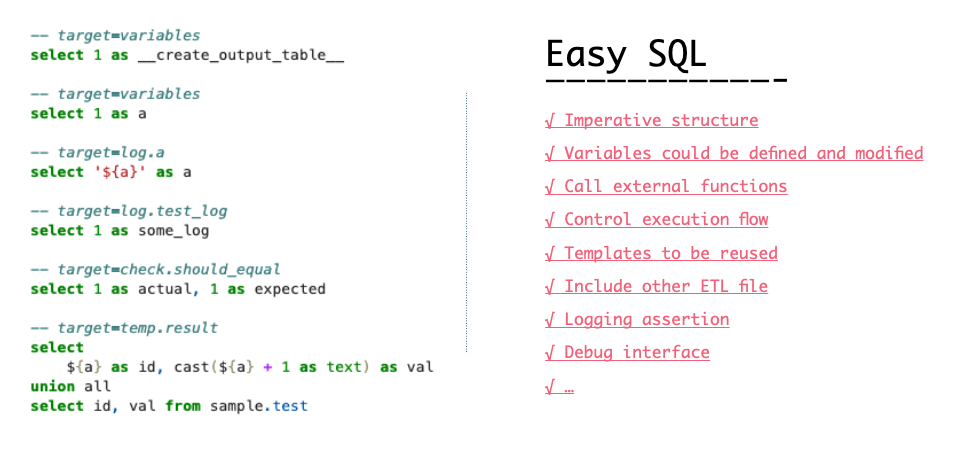 -- target=variables
select 1 as __create_output_table__
-- target=variables
select 1 as a
-- target=log.a
select '${a}' as a
-- target=log.test_log
select 1 as some_log
-- target=check.should_equal
select 1 as actual, 1 as expected
-- target=temp.result
select
    ${a} as id, cast(${a} + 1 as text) as val
union all
select id, val from sample.test
Easy SQL
————————————-
√ Imperative structure
√ Variables could be defined and modified
√ Call external functions
√ Control execution flow
√ Templates to be reused
√ Include other ETL file
√ Logging assertion
√ Debug interface
√ …